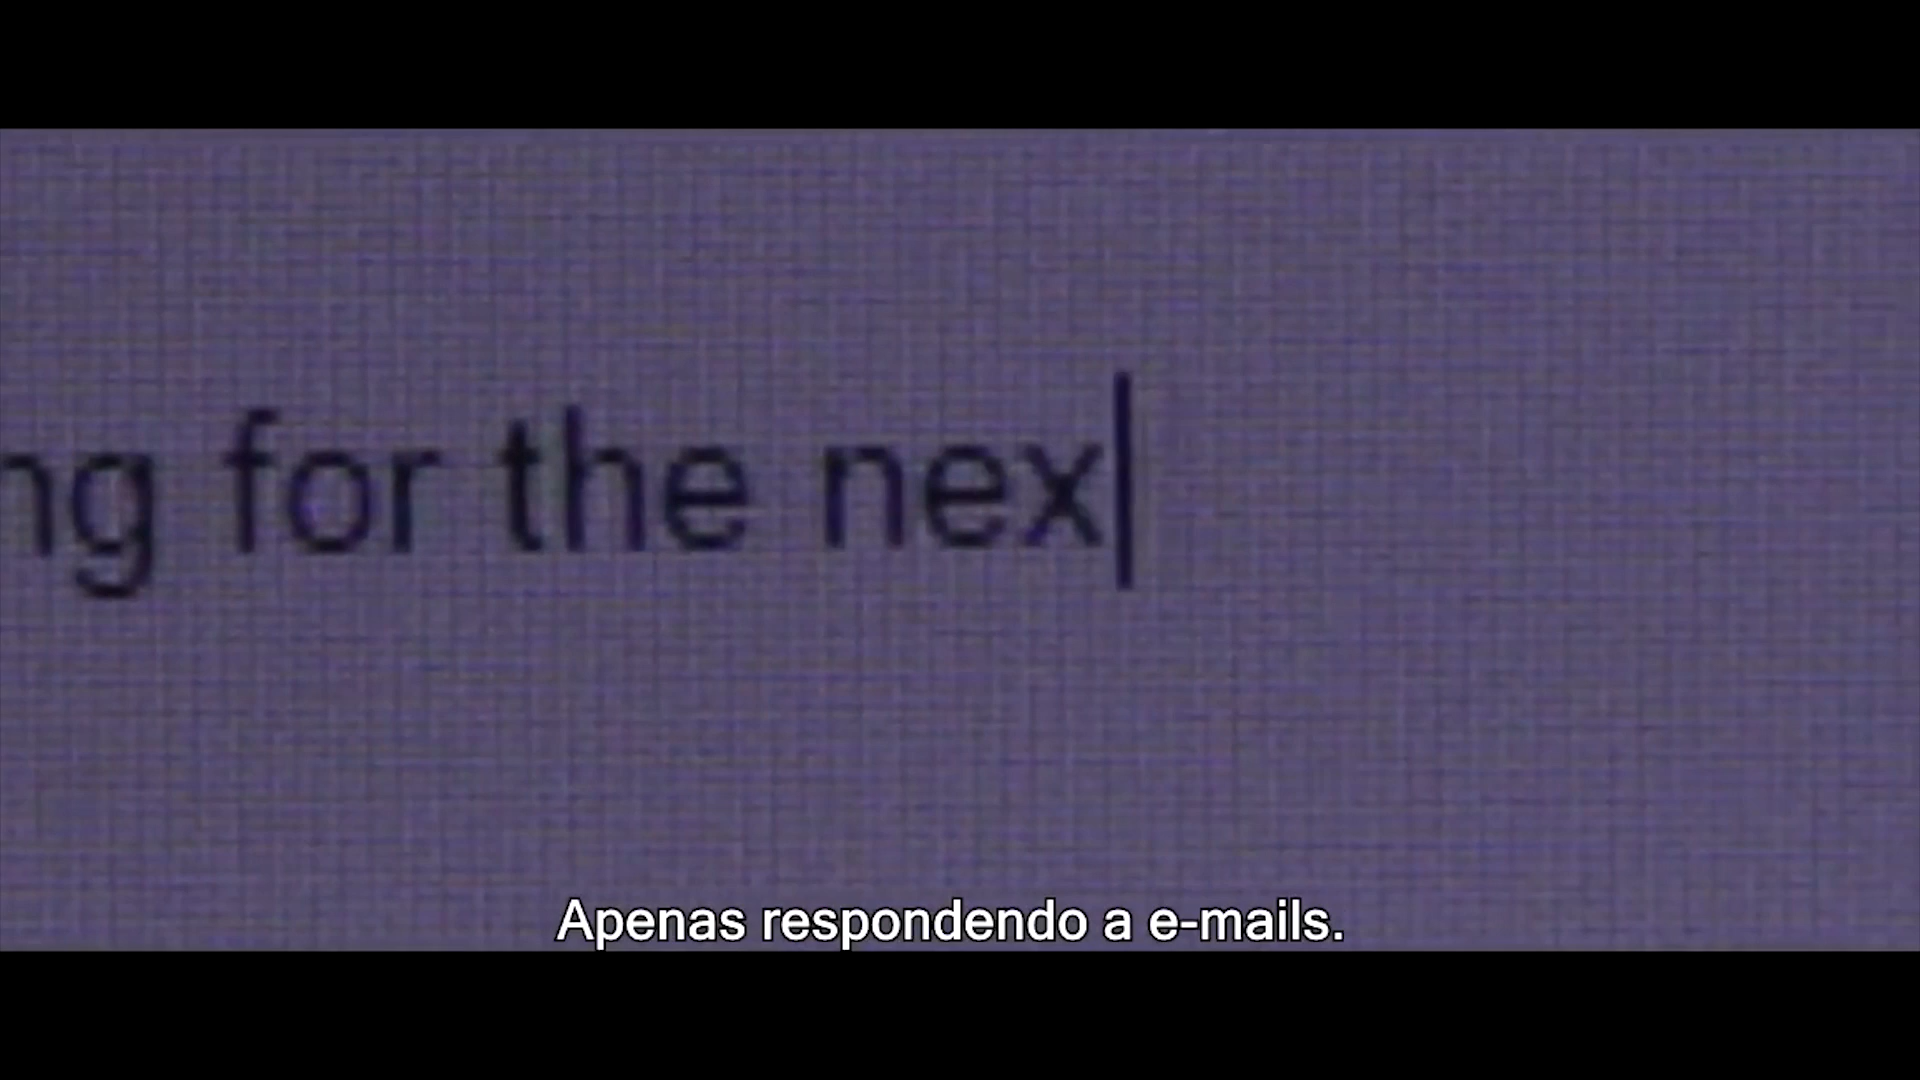 ng for the nex
Apenas respondendo a e-mails.